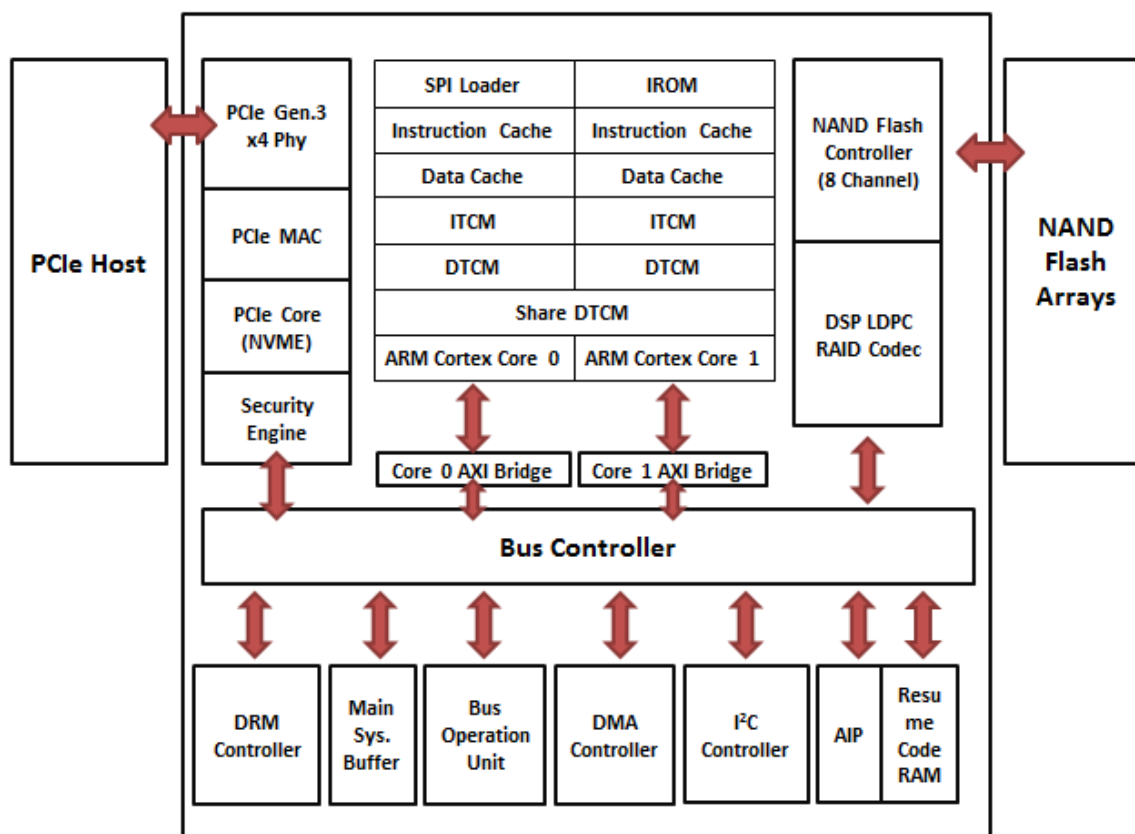 PCIe Host
PCIe Gen.3
x4 Phy
PCIe MAC
PCIe Core
(NVME)
Security
Engine
SPI Loader
IROM
Instruction Cache
Instruction Cache
Data Cache
Data Cache
ITCM
ITCM
DTCM
DTCM
Share DTCM
ARM Cortex Core 0
ARM Cortex Core 1
Core 0 AXI Bridge
Core 1 AXI Bridge
NAND Flash
Controller
(8 Channel)
DSP LDPC
RAID Codec
NAND
Flash
Arrays
Bus Controller
DRM
Controller
Main
Sys.
Buffer
Bus
Operation
Unit
DMA
Controller
I²C
Controller
AIP
Resu
me
Code
RAM